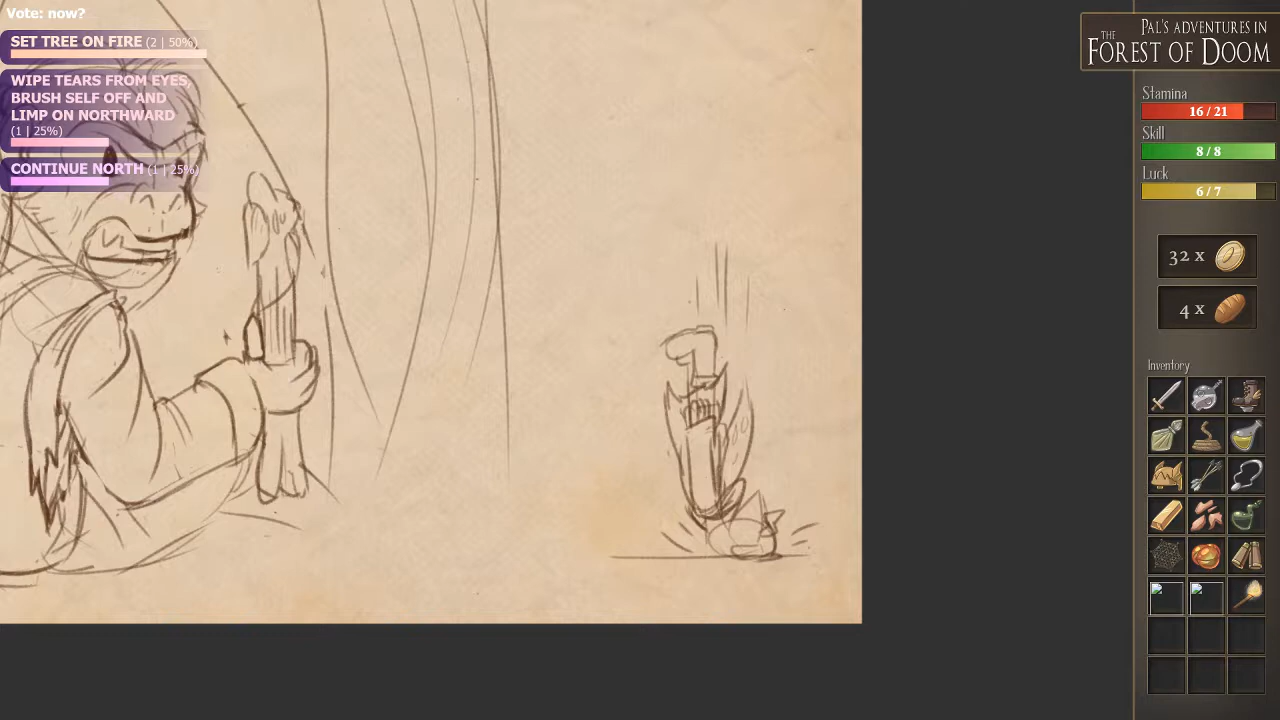 Vote: now?
SET TREE ON FIRE (2 | 50%)
WIPE TEARS FROM EYES,
BRUSH SELF OFF AND
LIMP ON NORTHWARD
(1 | 25%)
CONTINUE NORTH (1 | 25%)
PAL'S ADVENTURES IN
THE
FOREST OF DOOM
Stamina
16 / 21
Skill
8 / 8
Luck
6 / 7
32 x
4 x
Inventory